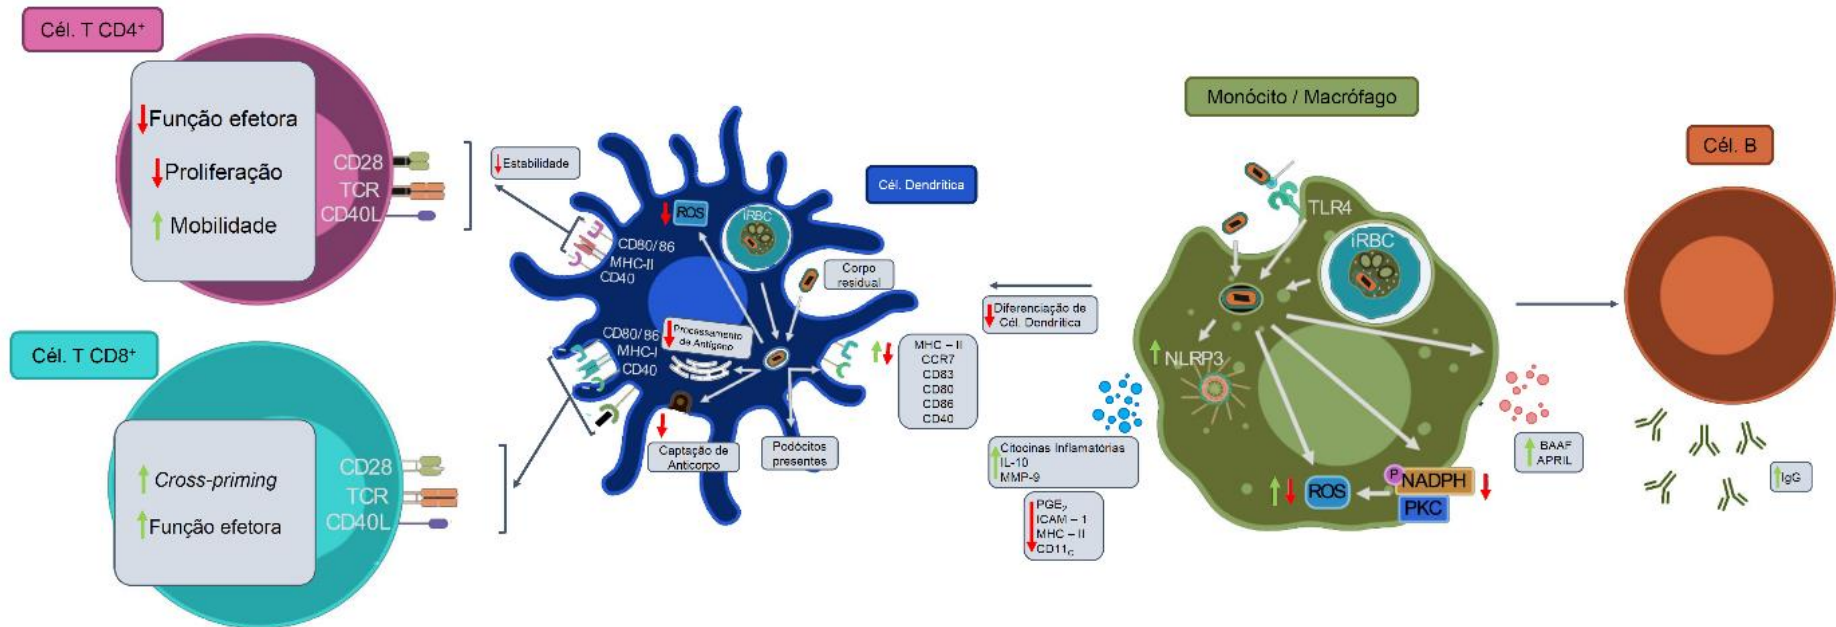 Cél. T CD4⁺
Função efetora
Proliferação
Mobilidade
CD28
TCR
CD40L
Estabilidade
Cél. T CD8⁺
Cross-priming
Função efetora
CD28
TCR
CD40L
Cél. Dendrítica
ROS
iRBC
CD80/86
MHC-II
CD40
Corpo
residual
CD80/86
MHC-I
CD40
Processamento
de Antígeno
Captação de
Anticorpo
Podócitos
presentes
MHC – II
CCR7
CD83
CD80
CD86
CD40
Diferenciação de
Cél. Dendrítica
Monócito / Macrófago
TLR4
iRBC
NLRP3
Citocinas Inflamatórias
IL-10
MMP-9
PGE₂
ICAM – 1
MHC – II
CD11c
ROS
P
NADPH
PKC
BAAF
APRIL
Cél. B
IgG